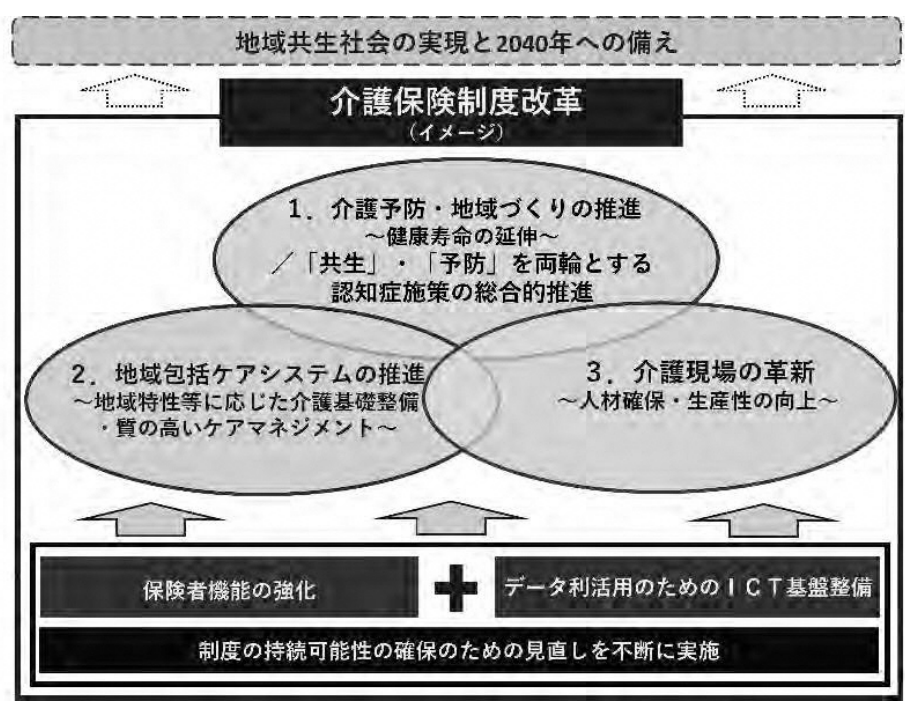 地域共生社会の実現と2040年への備え
介護保険制度改革
（イメージ）
1．介護予防・地域づくりの推進
～健康寿命の延伸～
／「共生」・「予防」を両輪とする
認知症施策の総合的推進
2．地域包括ケアシステムの推進
～地域特性等に応じた介護基礎整備
・質の高いケアマネジメント～
3．介護現場の革新
～人材確保・生産性の向上～
保険者機能の強化
データ利活用のためのＩＣＴ基盤整備
制度の持続可能性の確保のための見直しを不断に実施